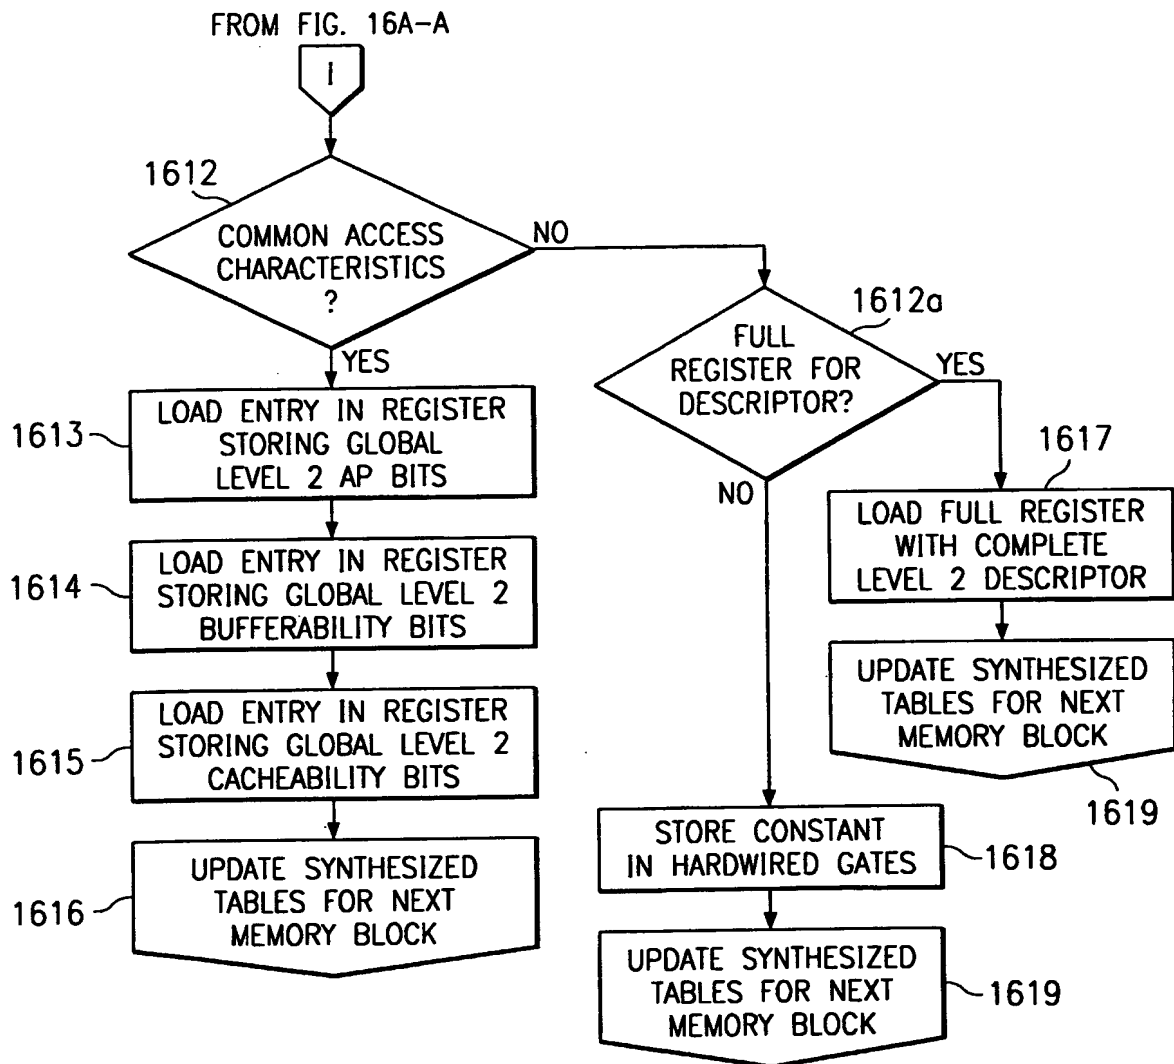 FROM FIG. 16A-A
I
1612
COMMON ACCESS
CHARACTERISTICS
?
NO
YES
1612a
FULL
REGISTER FOR
DESCRIPTOR?
YES
NO
1613
LOAD ENTRY IN REGISTER
STORING GLOBAL
LEVEL 2 AP BITS
1617
LOAD FULL REGISTER
WITH COMPLETE
LEVEL 2 DESCRIPTOR
1614
LOAD ENTRY IN REGISTER
STORING GLOBAL LEVEL 2
BUFFERABILITY BITS
UPDATE SYNTHESIZED
TABLES FOR NEXT
MEMORY BLOCK
1619
1615
LOAD ENTRY IN REGISTER
STORING GLOBAL LEVEL 2
CACHEABILITY BITS
STORE CONSTANT
IN HARDWIRED GATES
1618
1616
UPDATE SYNTHESIZED
TABLES FOR NEXT
MEMORY BLOCK
UPDATE SYNTHESIZED
TABLES FOR NEXT
MEMORY BLOCK
1619